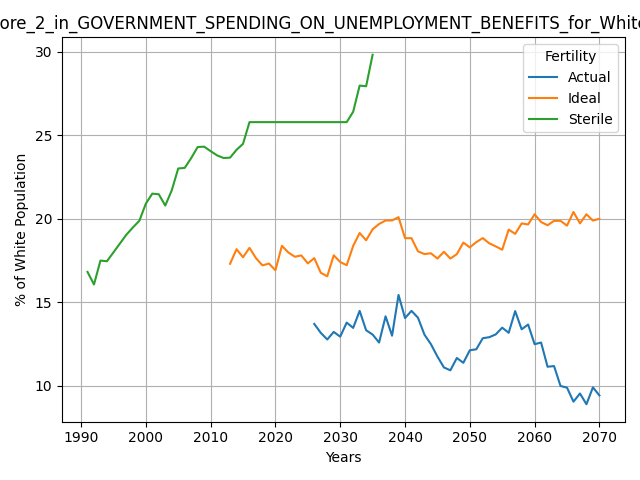 ore_2_in_GOVERNMENT_SPENDING_ON_UNEMPLOYMENT_BENEFITS_for_White
30
25
20
15
10
% of White Population
Fertility
Actual
Ideal
Sterile
1990 2000 2010 2020 2030 2040 2050 2060 2070
Years